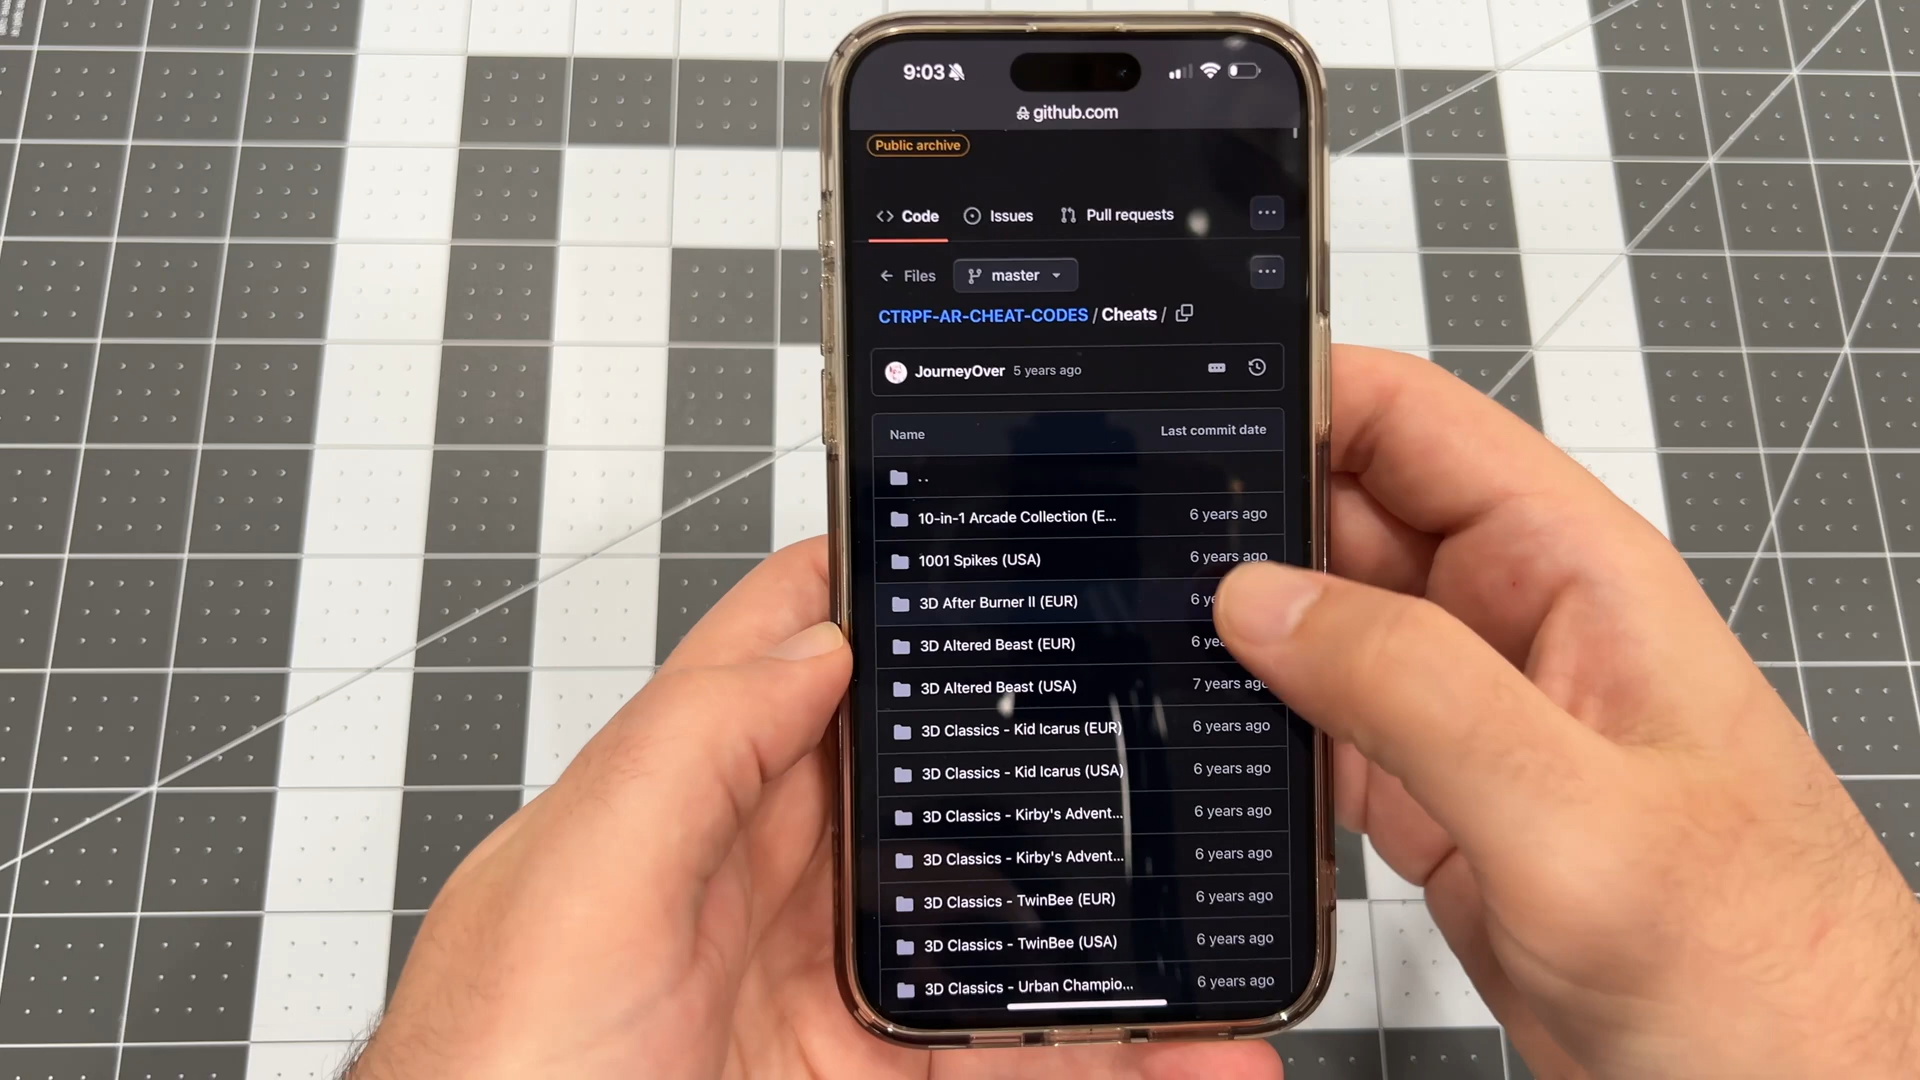 9:03
github.com
Public archive
Code
Issues
Pull requests
Files
master
CTRPF-AR-CHEAT-CODES / Cheats /
JourneyOver 5 years ago
Name
Last commit date
..
10-in-1 Arcade Collection (E... 6 years ago
1001 Spikes (USA) 6 years ago
3D After Burner II (EUR) 6 ye
3D Altered Beast (EUR) 6 yea
3D Altered Beast (USA) 7 years ago
3D Classics - Kid Icarus (EUR) 6 years ago
3D Classics - Kid Icarus (USA) 6 years ago
3D Classics - Kirby's Advent... 6 years ago
3D Classics - Kirby's Advent... 6 years ago
3D Classics - TwinBee (EUR) 6 years ago
3D Classics - TwinBee (USA) 6 years ago
3D Classics - Urban Champio... 6 years ago